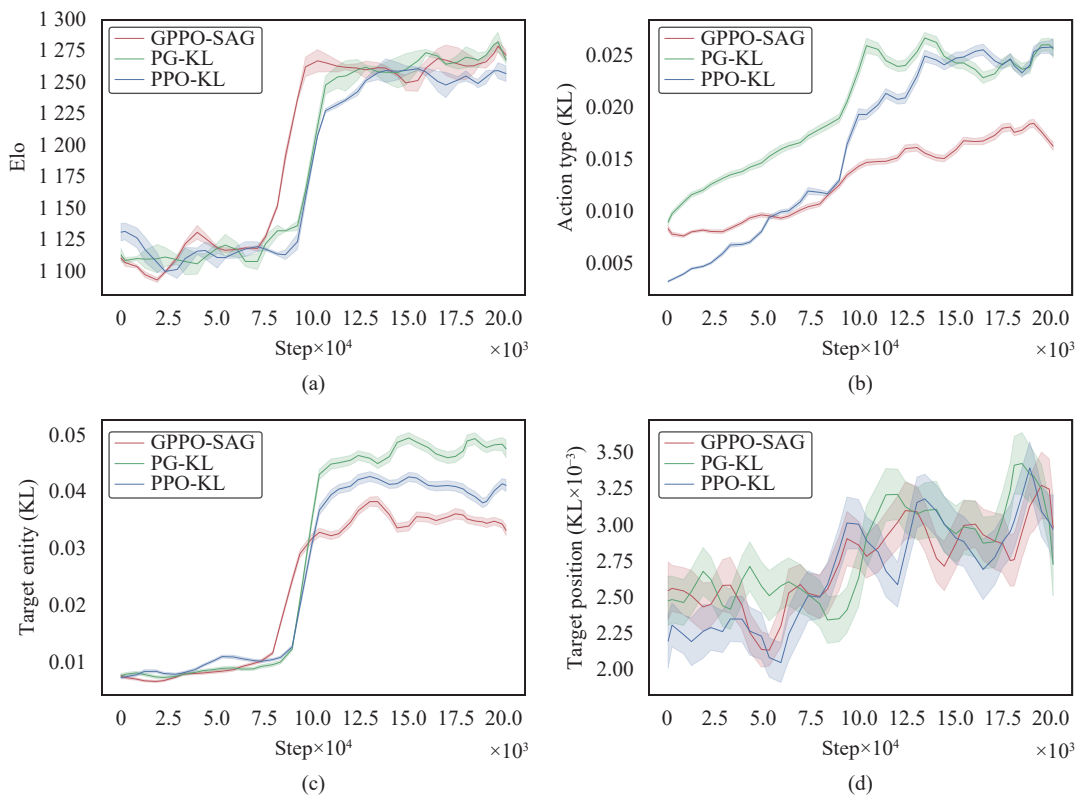 1 300
1 275
1 250
1 225
1 200
1 175
1 150
1 125
1 100
Elo
GPPO-SAG
PG-KL
PPO-KL
0 2.5 5.0 7.5 10.0 12.5 15.0 17.5 20.0
Step×10⁴ ×10³
(a)
0.025
0.020
0.015
0.010
0.005
Action type (KL)
GPPO-SAG
PG-KL
PPO-KL
0 2.5 5.0 7.5 10.0 12.5 15.0 17.5 20.0
Step×10⁴ ×10³
(b)
0.05
0.04
0.03
0.02
0.01
Target entity (KL)
GPPO-SAG
PG-KL
PPO-KL
0 2.5 5.0 7.5 10.0 12.5 15.0 17.5 20.0
Step×10⁴ ×10³
(c)
3.50
3.25
3.00
2.75
2.50
2.25
2.00
Target position (KL×10⁻³)
GPPO-SAG
PG-KL
PPO-KL
0 2.5 5.0 7.5 10.0 12.5 15.0 17.5 20.0
Step×10⁴ ×10³
(d)